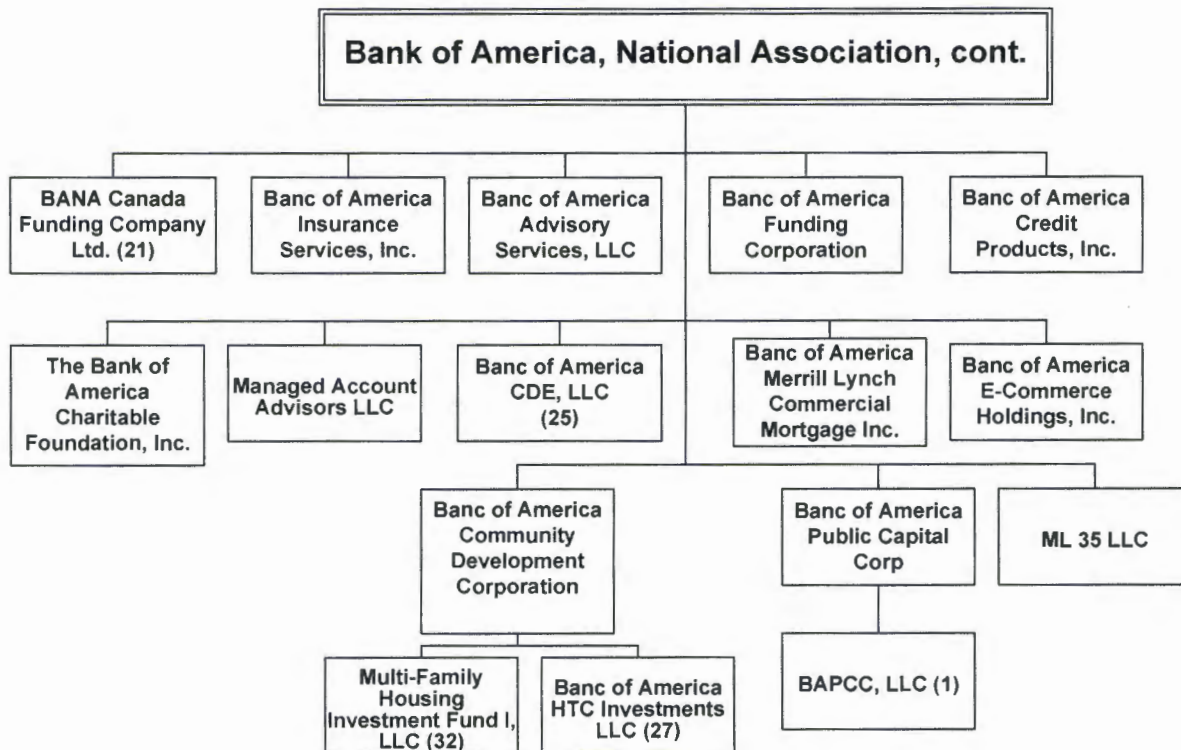 Bank of America, National Association, cont.
BANA Canada
Funding Company
Ltd. (21)
Banc of America
Insurance
Services, Inc.
Banc of America
Advisory
Services, LLC
Banc of America
Funding
Corporation
Banc of America
Credit
Products, Inc.
The Bank of
America
Charitable
Foundation, Inc.
Managed Account
Advisors LLC
Banc of America
CDE, LLC
(25)
Banc of America
Merrill Lynch
Commercial
Mortgage Inc.
Banc of America
E-Commerce
Holdings, Inc.
Banc of America
Community
Development
Corporation
Banc of America
Public Capital
Corp
ML 35 LLC
Multi-Family
Housing
Investment Fund I,
LLC (32)
Banc of America
HTC Investments
LLC (27)
BAPCC, LLC (1)